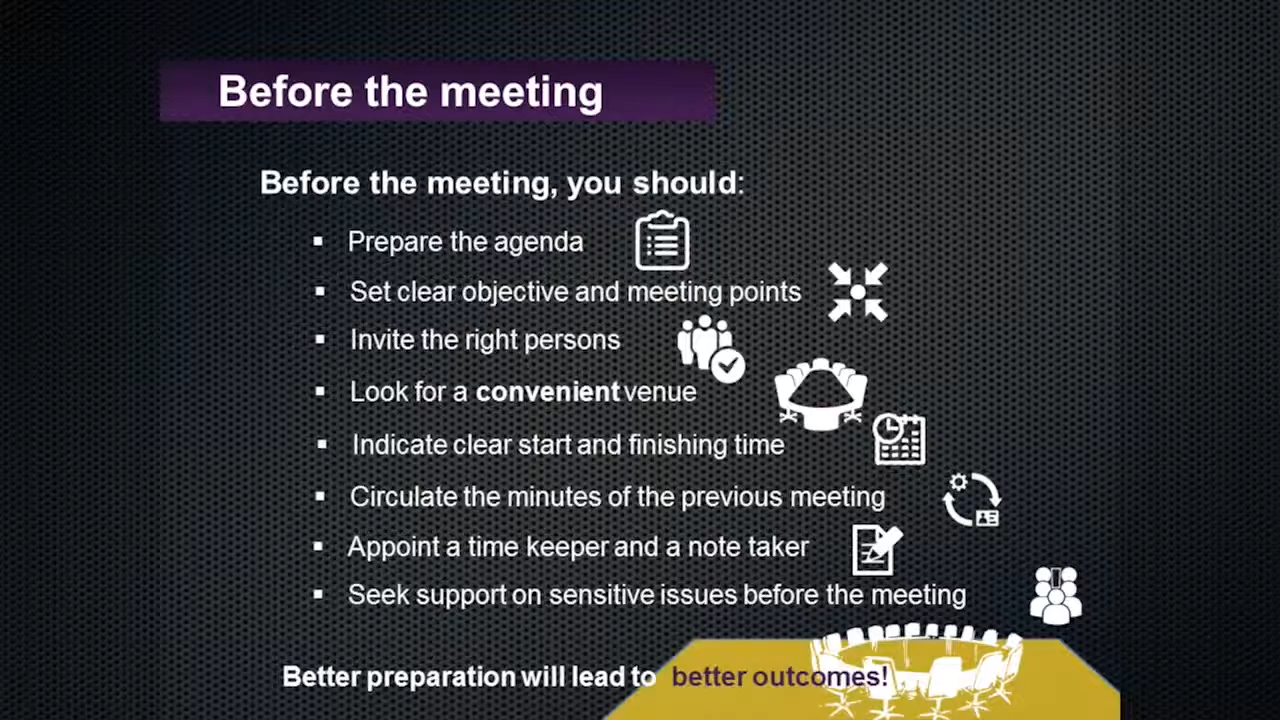 Before the meeting
Before the meeting, you should:
▪ Prepare the agenda
▪ Set clear objective and meeting points
▪ Invite the right persons
▪ Look for a convenient venue
▪ Indicate clear start and finishing time
▪ Circulate the minutes of the previous meeting
▪ Appoint a time keeper and a note taker
▪ Seek support on sensitive issues before the meeting
Better preparation will lead to better outcomes!